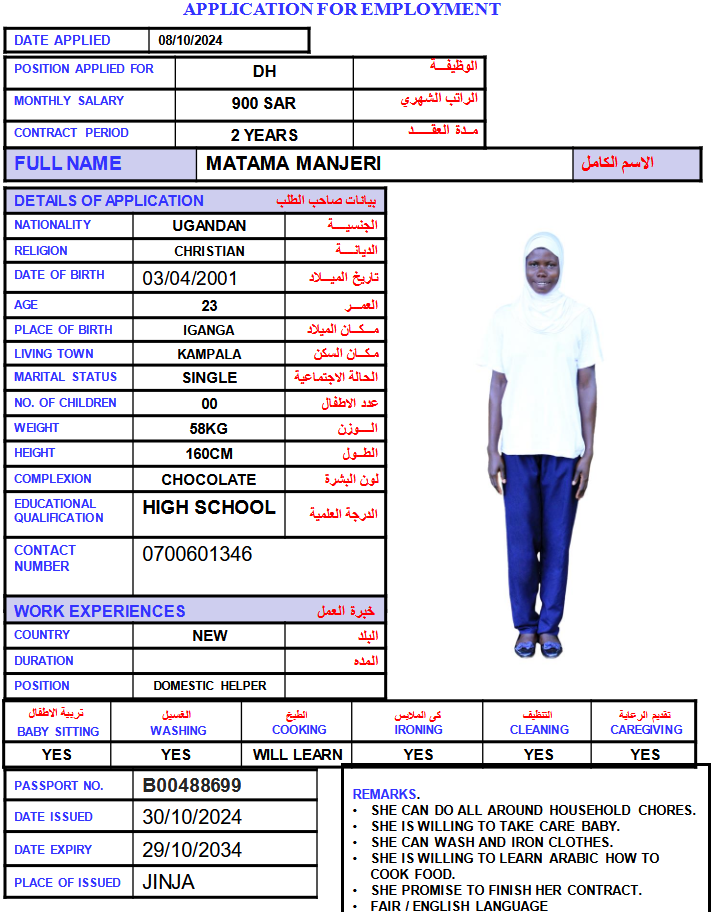 APPLICATION FOR EMPLOYMENT
DATE APPLIED 08/10/2024
POSITION APPLIED FOR DH الوظيفـــة
MONTHLY SALARY 900 SAR الراتب الشهري
CONTRACT PERIOD 2 YEARS مـدة العقـــد
FULL NAME MATAMA MANJERI الاسم الكامل
DETAILS OF APPLICATION بيانات صاحب الطلب
NATIONALITY UGANDAN الجنسيـــة
RELIGION CHRISTIAN الديانـــة
DATE OF BIRTH 03/04/2001 تاريخ الميـــلاد
AGE 23 العمــر
PLACE OF BIRTH IGANGA مكــان الميلاد
LIVING TOWN KAMPALA مكــان السكن
MARITAL STATUS SINGLE الحالة الاجتماعية
NO. OF CHILDREN 00 عدد الاطفال
WEIGHT 58KG الـــوزن
HEIGHT 160CM الطــول
COMPLEXION CHOCOLATE لون البشرة
EDUCATIONAL QUALIFICATION HIGH SCHOOL الدرجة العلمية
CONTACT NUMBER 0700601346
WORK EXPERIENCES خبرة العمل
COUNTRY NEW البلد
DURATION المده
POSITION DOMESTIC HELPER
تربية الاطفال الغسيل الطبخ كى الملابس التنظيف تقديم الرعاية
BABY SITTING WASHING COOKING IRONING CLEANING CAREGIVING
YES YES WILL LEARN YES YES YES
PASSPORT NO. B00488699
DATE ISSUED 30/10/2024
DATE EXPIRY 29/10/2034
PLACE OF ISSUED JINJA
REMARKS.
• SHE CAN DO ALL AROUND HOUSEHOLD CHORES.
• SHE IS WILLING TO TAKE CARE BABY.
• SHE CAN WASH AND IRON CLOTHES.
• SHE IS WILLING TO LEARN ARABIC HOW TO
COOK FOOD.
• SHE PROMISE TO FINISH HER CONTRACT.
• FAIR / ENGLISH LANGUAGE